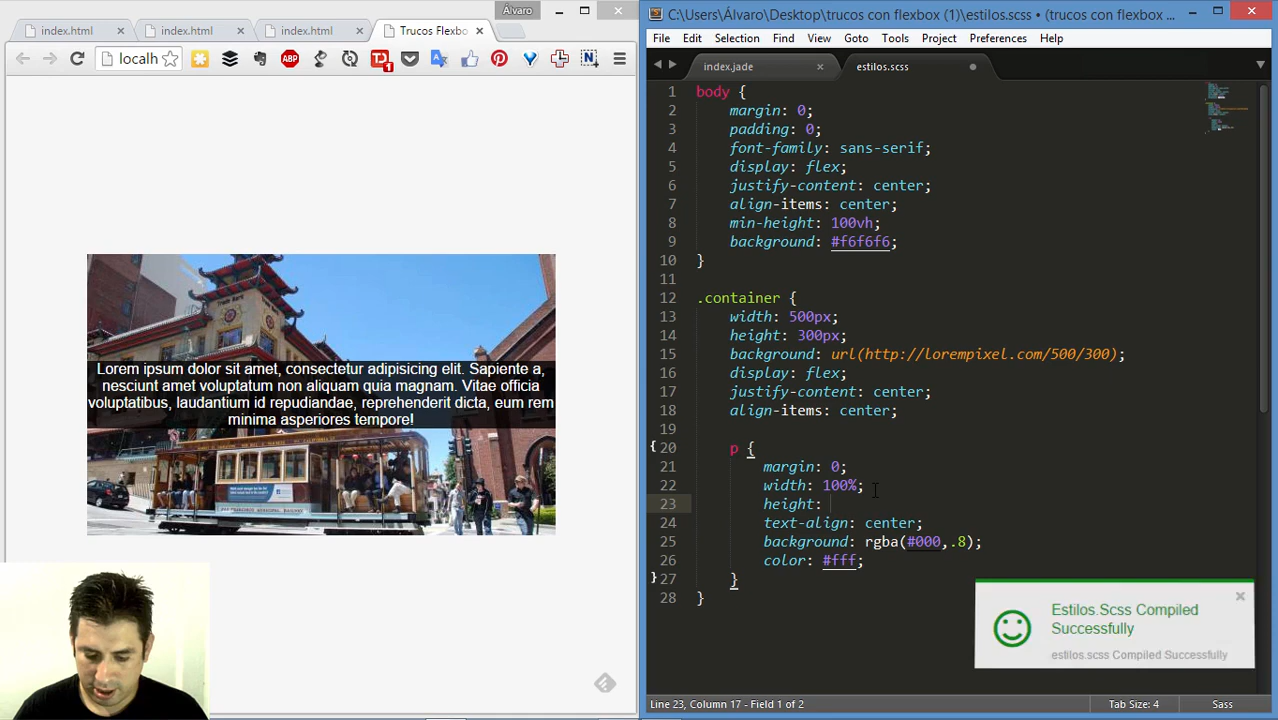 Alvaro
C:\Users\Álvaro\Desktop\trucos con flexbox (1)\estilos.scss • (trucos con flexbox ...
index.html
index.html
index.html
Trucos Flexbo
localh
File Edit Selection Find View Goto Tools Project Preferences Help
index.jade
estilos.scss
1 body {
2 margin: 0;
3 padding: 0;
4 font-family: sans-serif;
5 display: flex;
6 justify-content: center;
7 align-items: center;
8 min-height: 100vh;
9 background: #f6f6f6;
10 }
11
12 .container {
13 width: 500px;
14 height: 300px;
15 background: url(http://lorempixel.com/500/300);
16 display: flex;
17 justify-content: center;
18 align-items: center;
19
20 p {
21 margin: 0;
22 width: 100%;
23 height:
24 text-align: center;
25 background: rgba(#000,.8);
26 color: #fff;
27 }
28 }
Lorem ipsum dolor sit amet, consectetur adipisicing elit. Sapiente a,
nesciunt amet voluptatum non aliquam quia magnam. Vitae officia
voluptatibus, laudantium id repudiandae, reprehenderit dicta, eum rem
minima asperiores tempore!
Estilos.Scss Compiled
Successfully
estilos.scss Compiled Successfully
Line 23, Column 17 - Field 1 of 2
Tab Size: 4
Sass